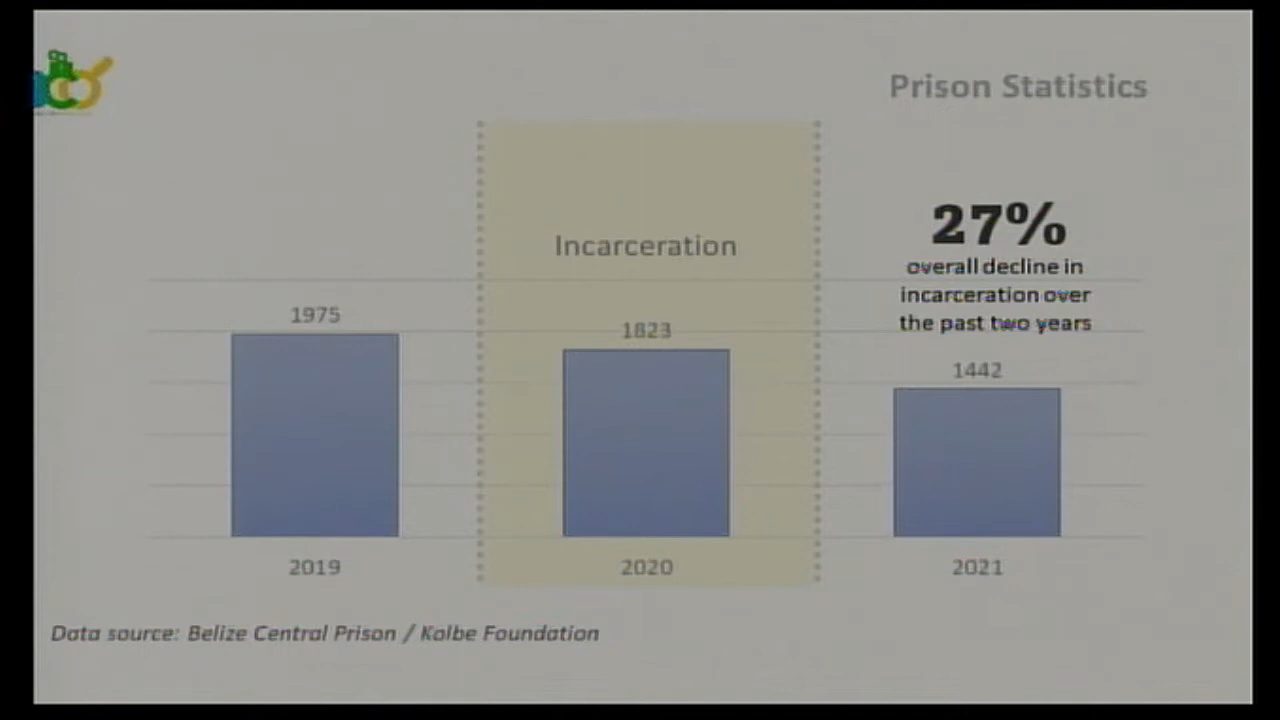 Prison Statistics
27%
overall decline in
incarceration over
the past two years
Incarceration
1975
1823
1442
2019
2020
2021
Data source: Belize Central Prison / Kolbe Foundation